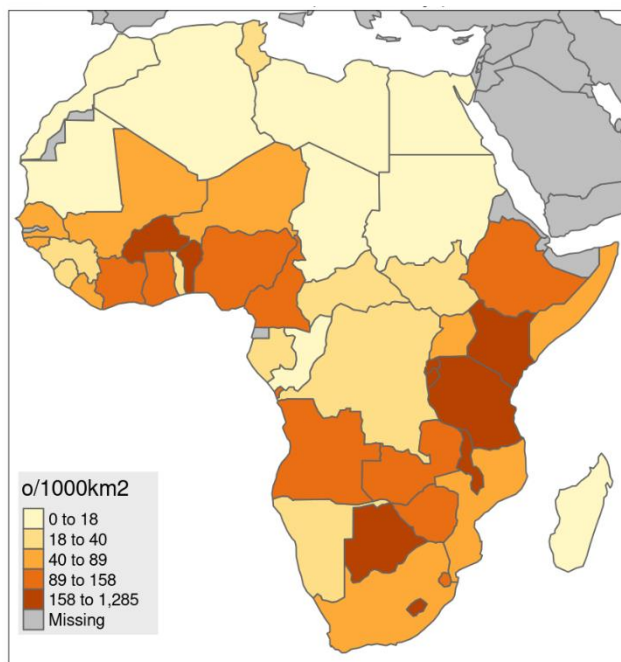 o/1000km2
0 to 18
18 to 40
40 to 89
89 to 158
158 to 1,285
Missing